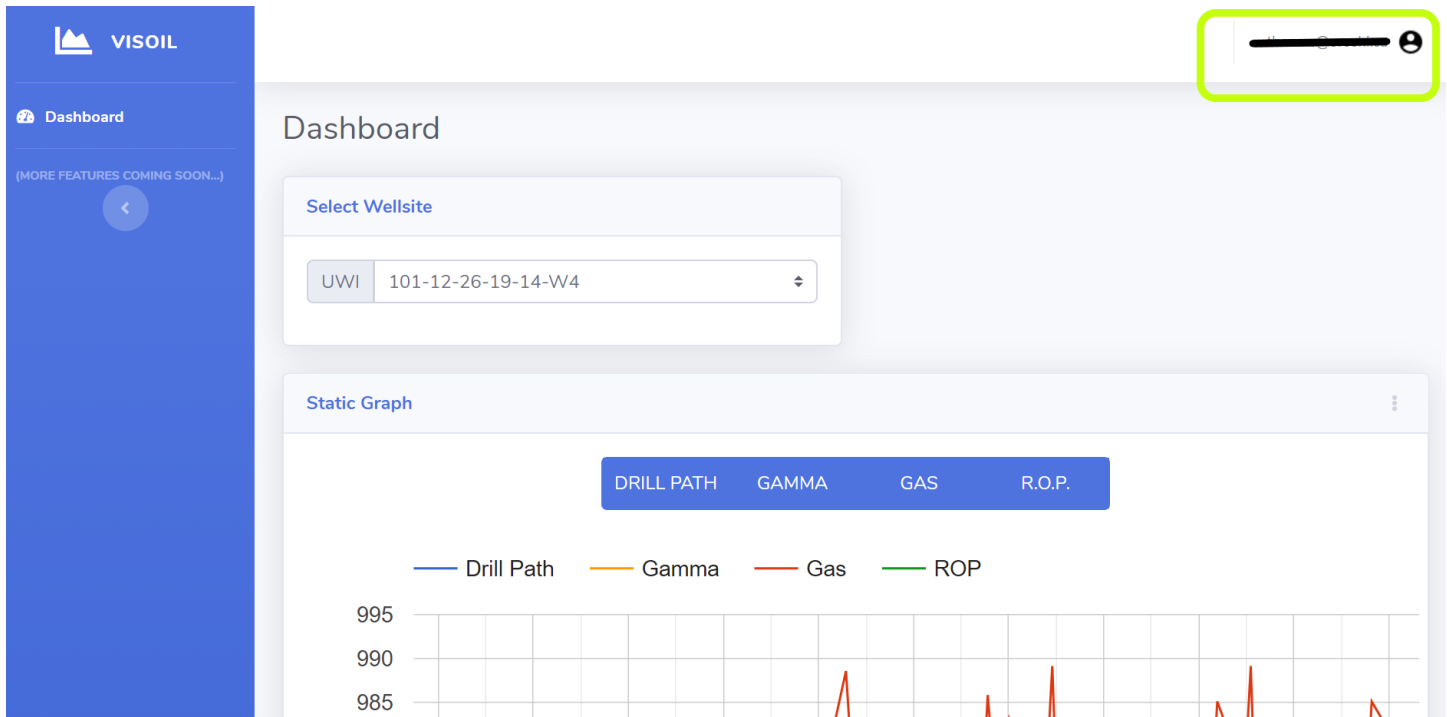 VISOIL
Dashboard
(MORE FEATURES COMING SOON...)
Dashboard
Select Wellsite
UWI 101-12-26-19-14-W4
Static Graph
DRILL PATH GAMMA GAS R.O.P.
Drill Path Gamma Gas ROP
995
990
985